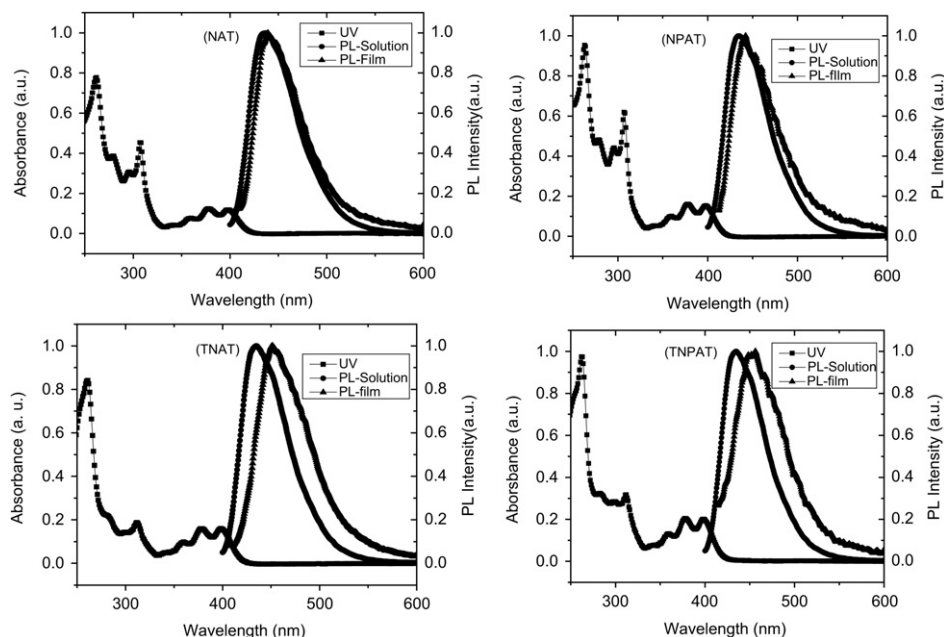 (NAT)
UV
PL-Solution
PL-Film
1.0
0.8
0.6
0.4
0.2
0.0
Absorbance (a.u.)
1.0
0.8
0.6
0.4
0.2
0.0
PL Intensity(a.u.)
300 400 500 600
Wavelength (nm)
(NPAT)
UV
PL-Solution
PL-film
1.0
0.8
0.6
0.4
0.2
0.0
Absorbance (a.u.)
1.0
0.8
0.6
0.4
0.2
0.0
PL Intensity (a.u.)
300 400 500 600
Wavelength (nm)
(TNAT)
UV
PL-Solution
PL-film
1.0
0.8
0.6
0.4
0.2
0.0
Absorbance (a. u.)
1.0
0.8
0.6
0.4
0.2
0.0
PL Intensity(a.u.)
300 400 500 600
Wavelength (nm)
(TNPAT)
UV
PL-Solution
PL-film
1.0
0.8
0.6
0.4
0.2
0.0
Aborsbance (a.u.)
1.0
0.8
0.6
0.4
0.2
0.0
PL Intensity (a.u.)
300 400 500 600
Wavelength (nm)